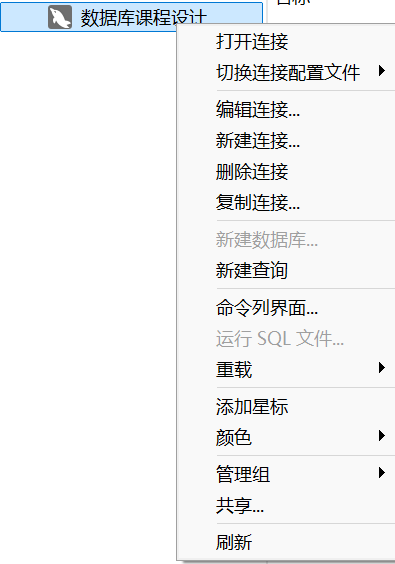 数据库课程设计
打开连接
切换连接配置文件
编辑连接...
新建连接...
删除连接
复制连接...
新建数据库...
新建查询
命令列界面...
运行 SQL 文件...
重载
添加星标
颜色
管理组
共享...
刷新